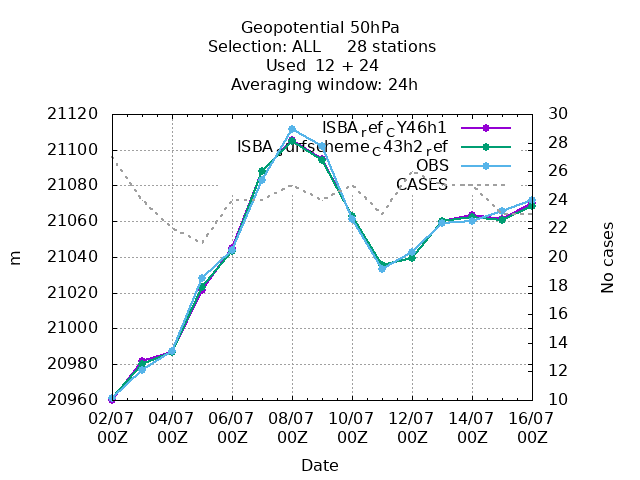 Geopotential 50hPa
Selection: ALL 28 stations
Used 12 + 24
Averaging window: 24h
21120
21100
21080
21060
21040
21020
21000
20980
20960
m
30
28
26
24
22
20
18
16
14
12
10
No cases
ISBA_ref_CY46h1
ISBA_surfscheme_C43h2_ref
OBS
CASES
02/07 04/07 06/07 08/07 10/07 12/07 14/07 16/07
00Z 00Z 00Z 00Z 00Z 00Z 00Z 00Z
Date